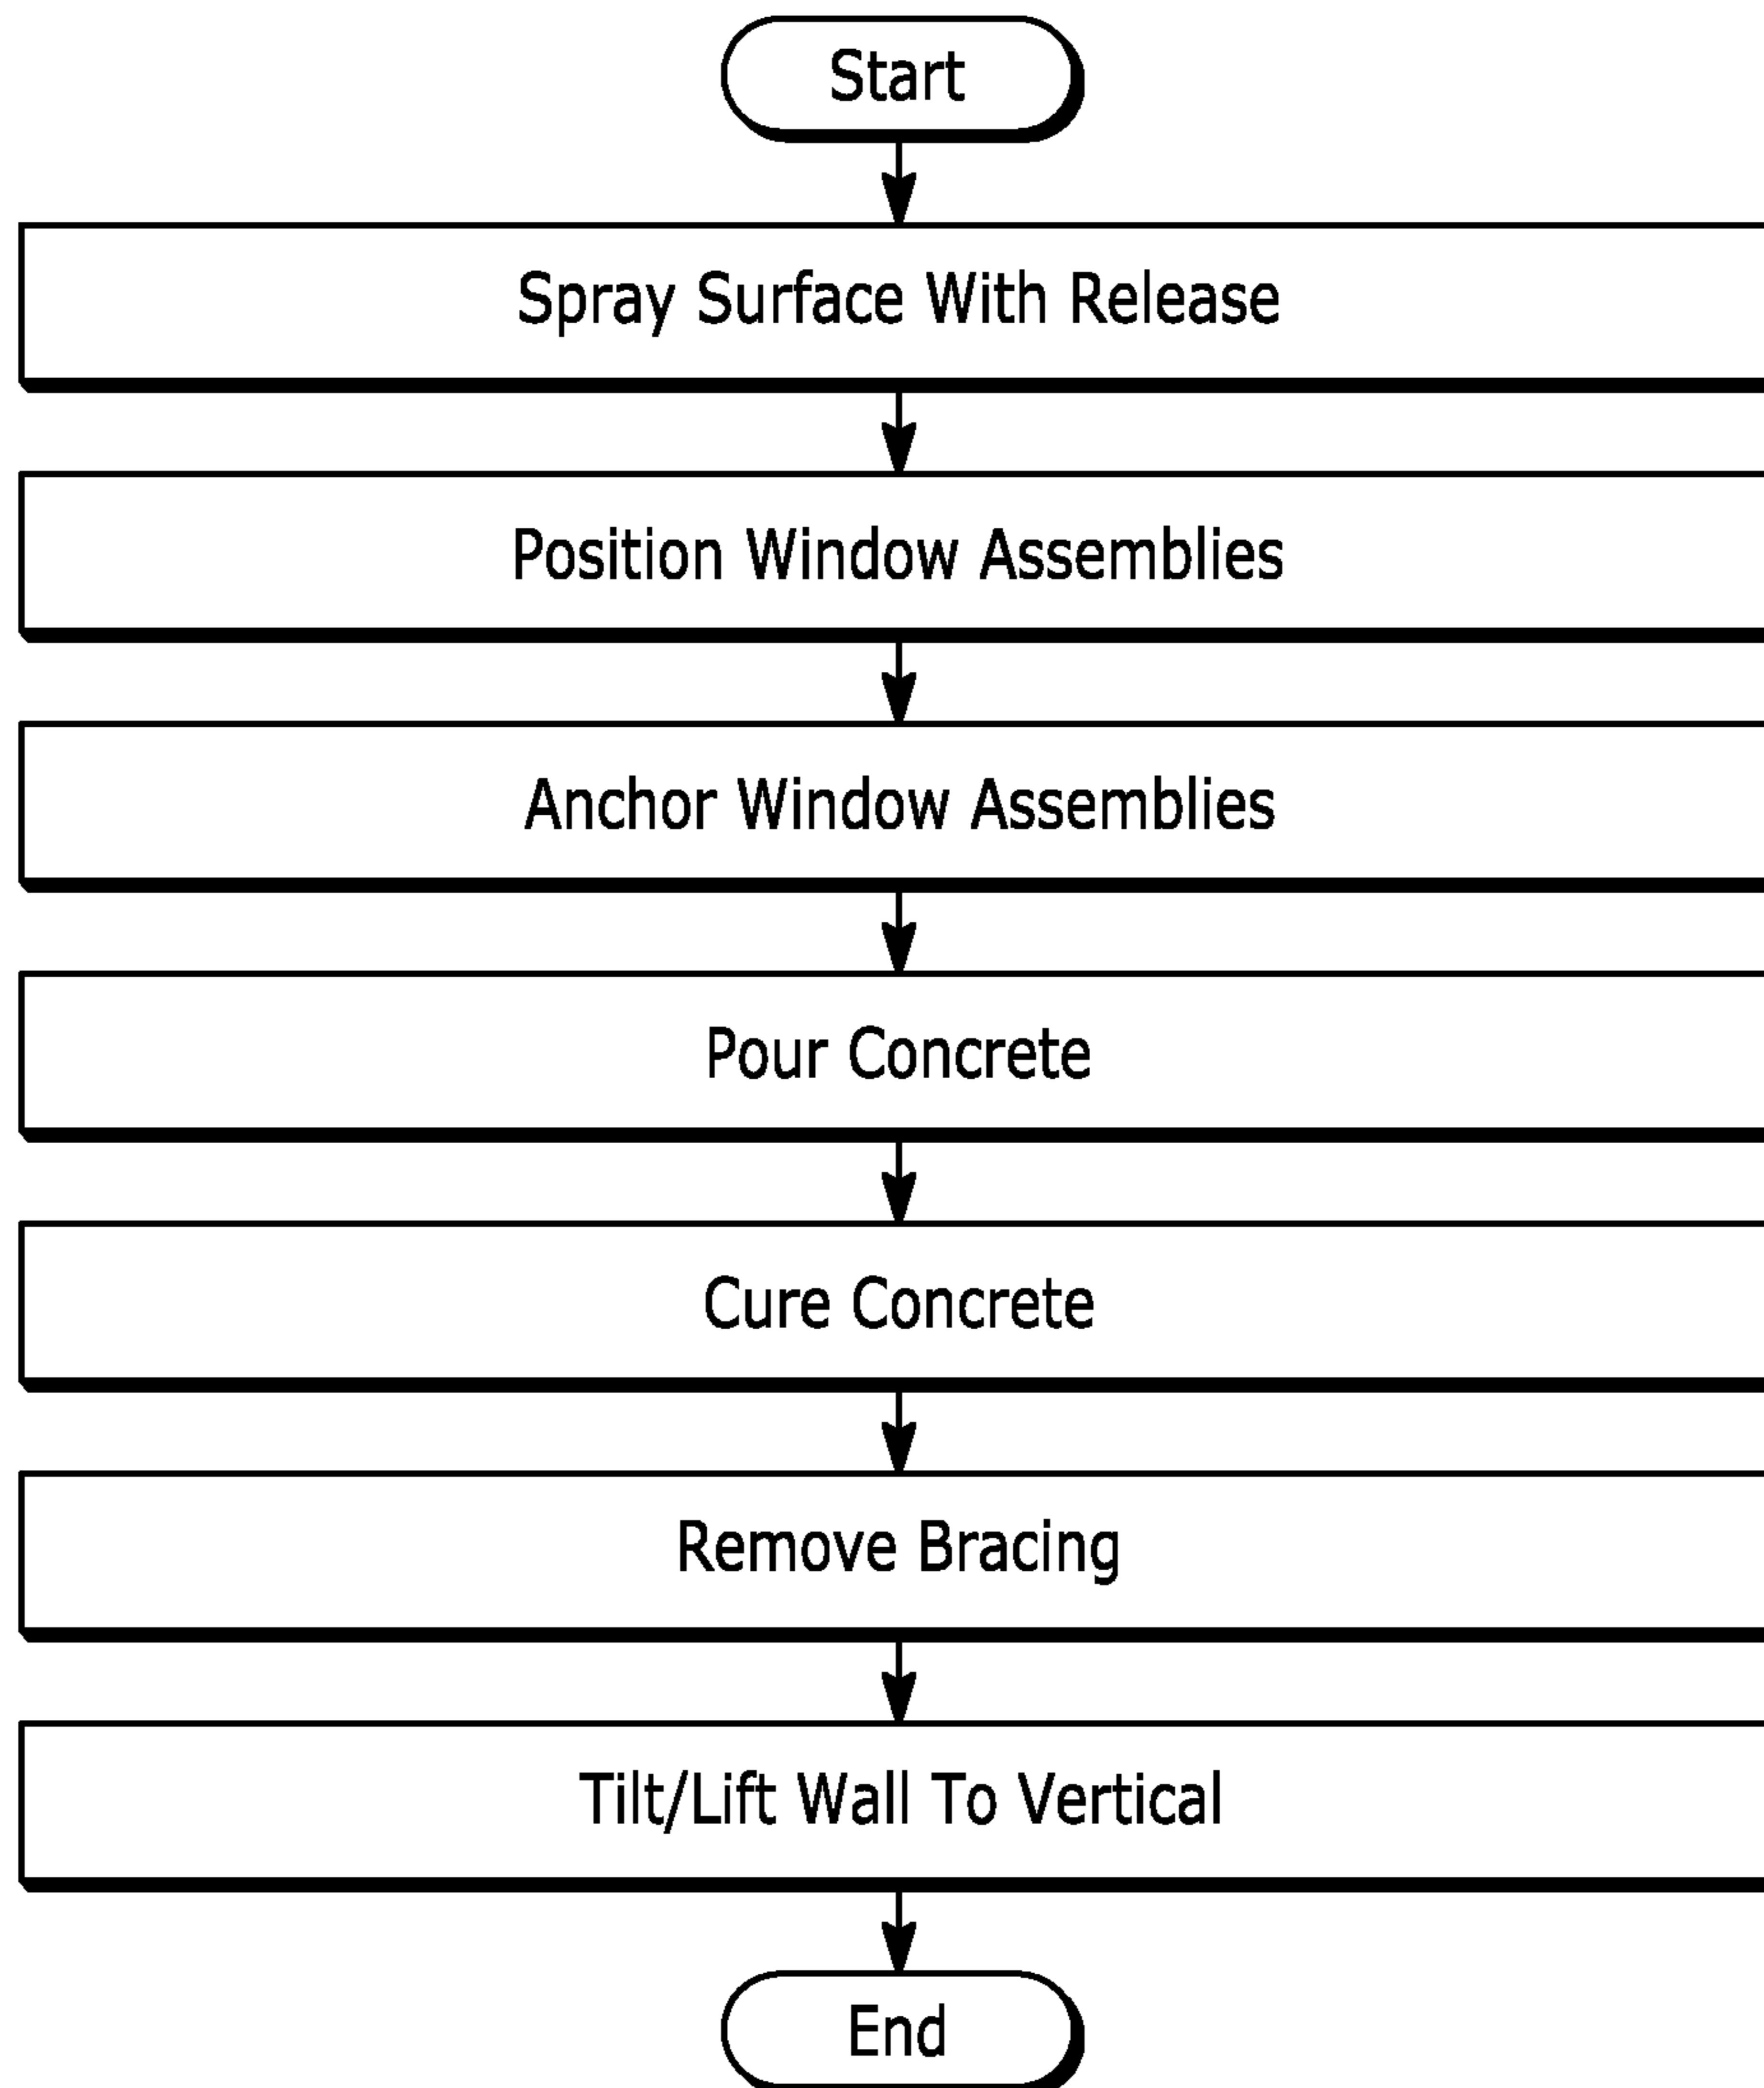 Start
Spray Surface With Release
Position Window Assemblies
Anchor Window Assemblies
Pour Concrete
Cure Concrete
Remove Bracing
Tilt/Lift Wall To Vertical
End